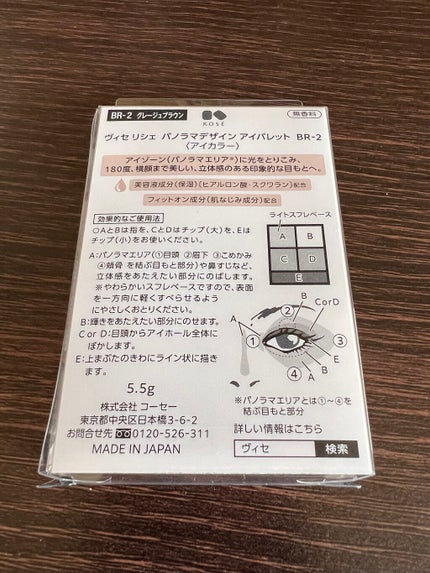 BR-2 グレージュブラウン
KOSÉ
無香料
ヴィセ リシェ パノラマデザイン アイパレット BR-2
〈アイカラー〉
アイゾーン(パノラマエリア※)に光をとりこみ、
180度、横顔まで美しい、立体感のある印象的な目もとへ。
美容液成分(保湿)[ヒアルロン酸・スクワラン]配合
フィットオン成分(肌なじみ成分)配合
効果的なご使用法
○AとBは指を、CとDはチップ(大)を、Eは
チップ(小)をお使いください。
A:パノラマエリア(①目頭 ②眉下 ③こめかみ
④頬骨 を結ぶ目もと部分)や鼻すじなど、
立体感をあたえたい部分にのばします。
※やわらかいスフレベースですので、表面
を一方向に軽くすべらせるよう
にやさしくおとりください。
B:輝きをあたえたい部分にのせます。
C or D:目頭からアイホール全体に
ぼかします。
E:上まぶたのきわにライン状に描き
ます。
ライトスフレベース
A
B
C
D
E
B
C or D
A
②
①
③
④
E
B
A
※パノラマエリアとは①~④を
結ぶ目もと部分
5.5g
株式会社 コーセー
東京都中央区日本橋3-6-2
お問合せ先 0120-526-311
MADE IN JAPAN
詳しい情報はこちら
ヴィセ 検索